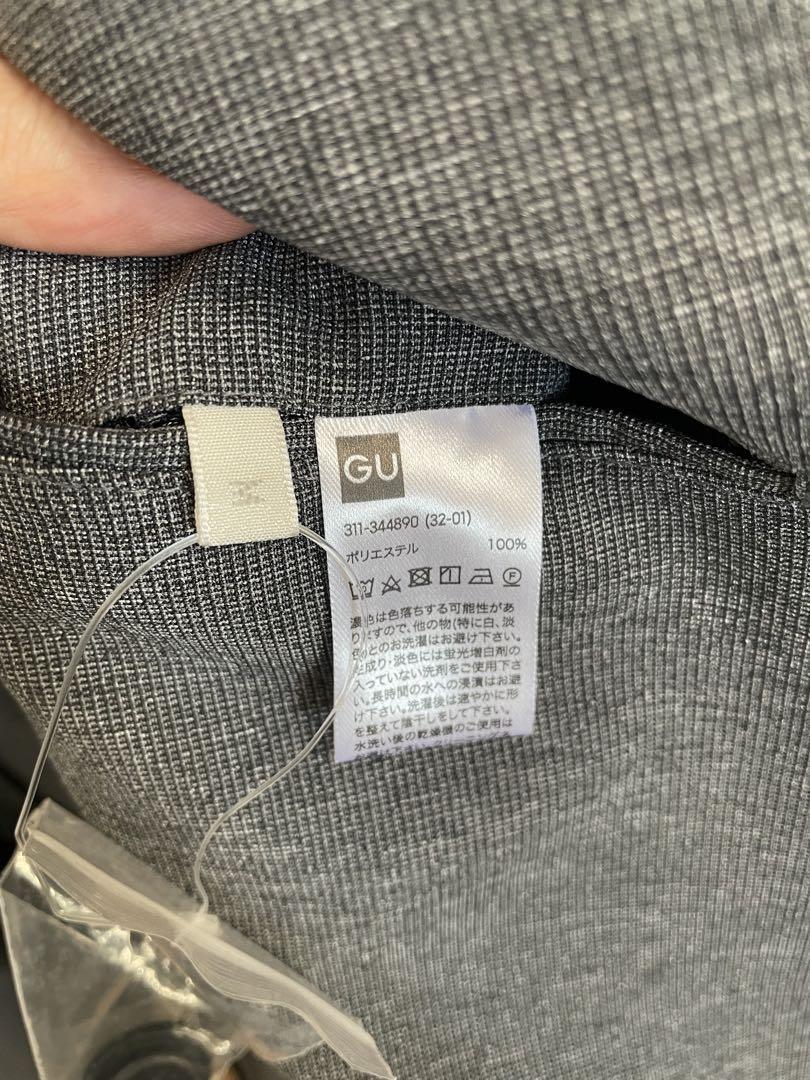 GU
311-344890 (32-01)
ポリエステル 100%
濃色は色落ちする可能性があ
りますので、他の物(特に白、淡
色)とのお洗濯はお避け下さい。
生成り・淡色には蛍光増白剤の
入っていない洗剤をご使用下さ
い。長時間の水への浸漬はお避
け下さい。洗濯後は速やかに形
を整えて陰干しをして下さい。
水洗い後の乾燥機のご使用は